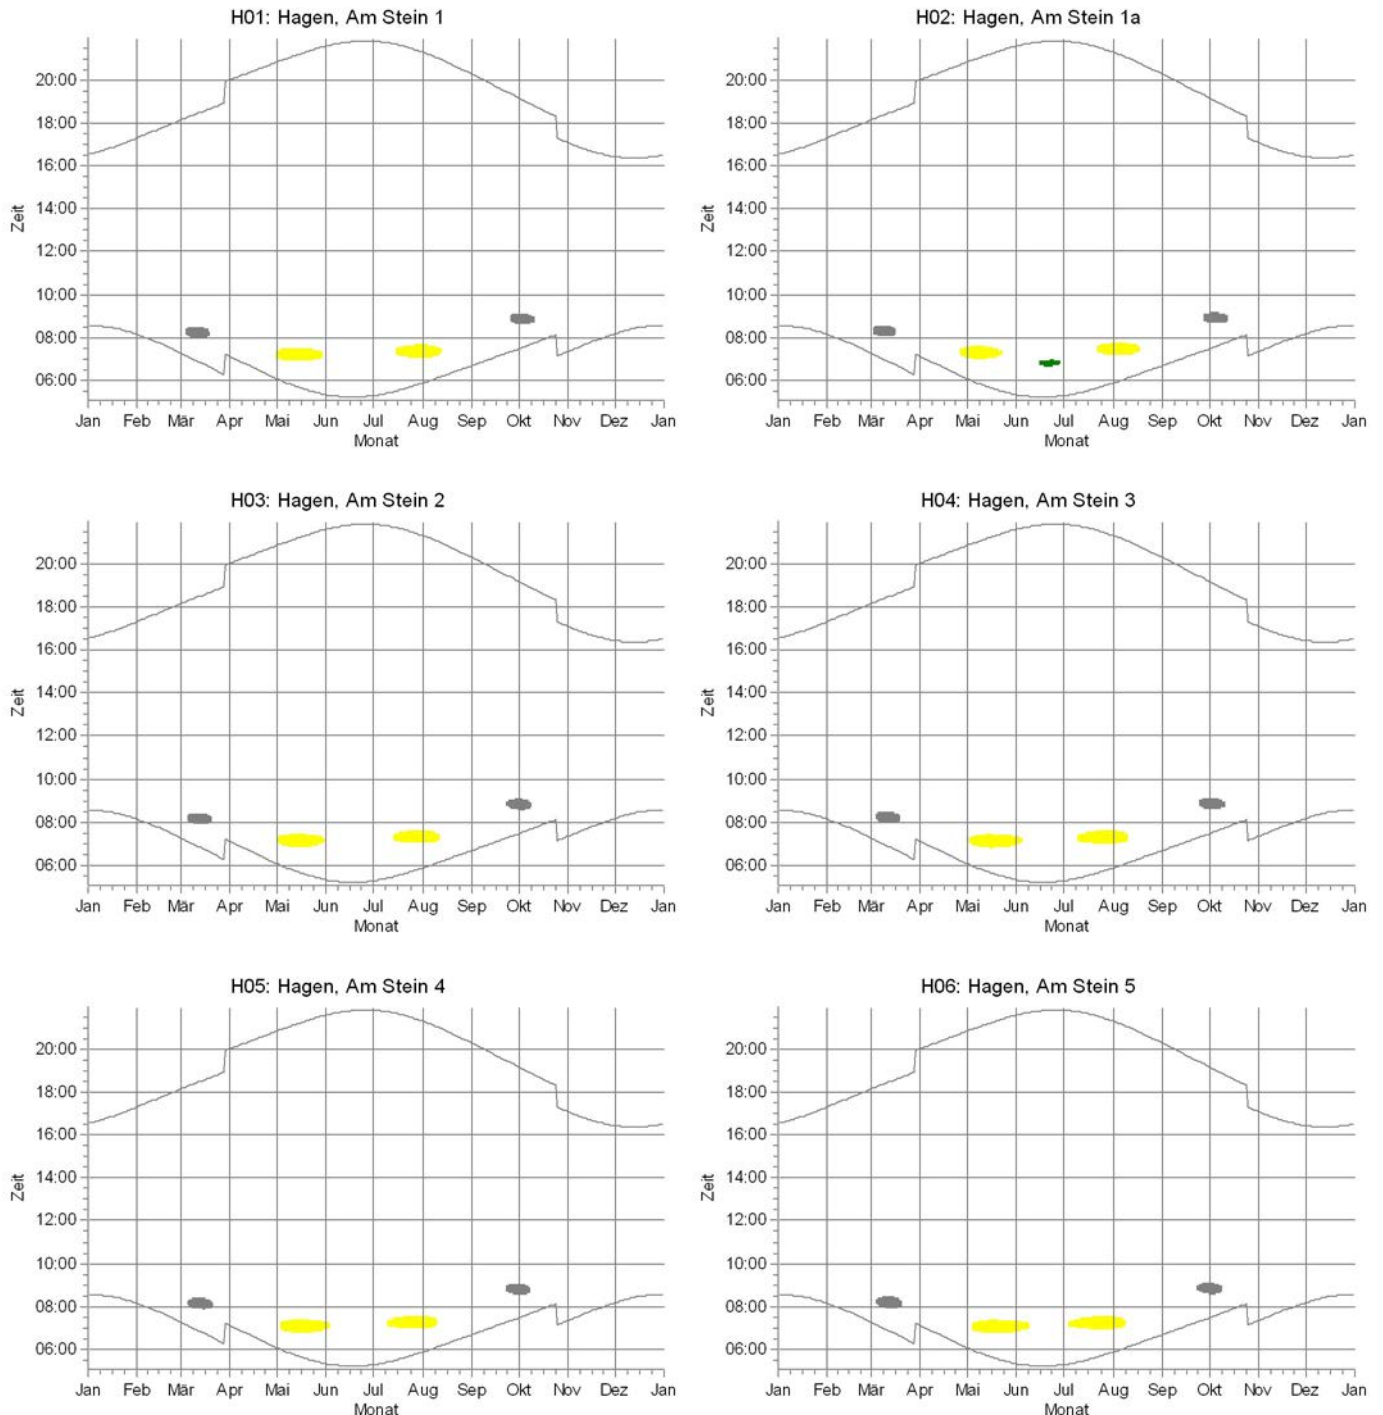 H01: Hagen, Am Stein 1
20:00
18:00
16:00
14:00
12:00
10:00
08:00
06:00
Zeit
Jan Feb Mär Apr Mai Jun Jul Aug Sep Okt Nov Dez Jan
Monat
H02: Hagen, Am Stein 1a
20:00
18:00
16:00
14:00
12:00
10:00
08:00
06:00
Zeit
Jan Feb Mär Apr Mai Jun Jul Aug Sep Okt Nov Dez Jan
Monat
H03: Hagen, Am Stein 2
20:00
18:00
16:00
14:00
12:00
10:00
08:00
06:00
Zeit
Jan Feb Mär Apr Mai Jun Jul Aug Sep Okt Nov Dez Jan
Monat
H04: Hagen, Am Stein 3
20:00
18:00
16:00
14:00
12:00
10:00
08:00
06:00
Zeit
Jan Feb Mär Apr Mai Jun Jul Aug Sep Okt Nov Dez Jan
Monat
H05: Hagen, Am Stein 4
20:00
18:00
16:00
14:00
12:00
10:00
08:00
06:00
Zeit
Jan Feb Mär Apr Mai Jun Jul Aug Sep Okt Nov Dez Jan
Monat
H06: Hagen, Am Stein 5
20:00
18:00
16:00
14:00
12:00
10:00
08:00
06:00
Zeit
Jan Feb Mär Apr Mai Jun Jul Aug Sep Okt Nov Dez Jan
Monat